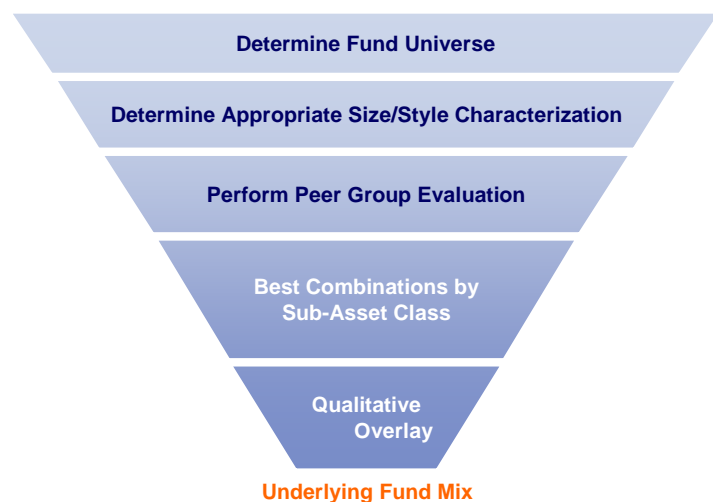 Determine Fund Universe
Determine Appropriate Size/Style Characterization
Perform Peer Group Evaluation
Best Combinations by
Sub-Asset Class
Qualitative
Overlay
Underlying Fund Mix